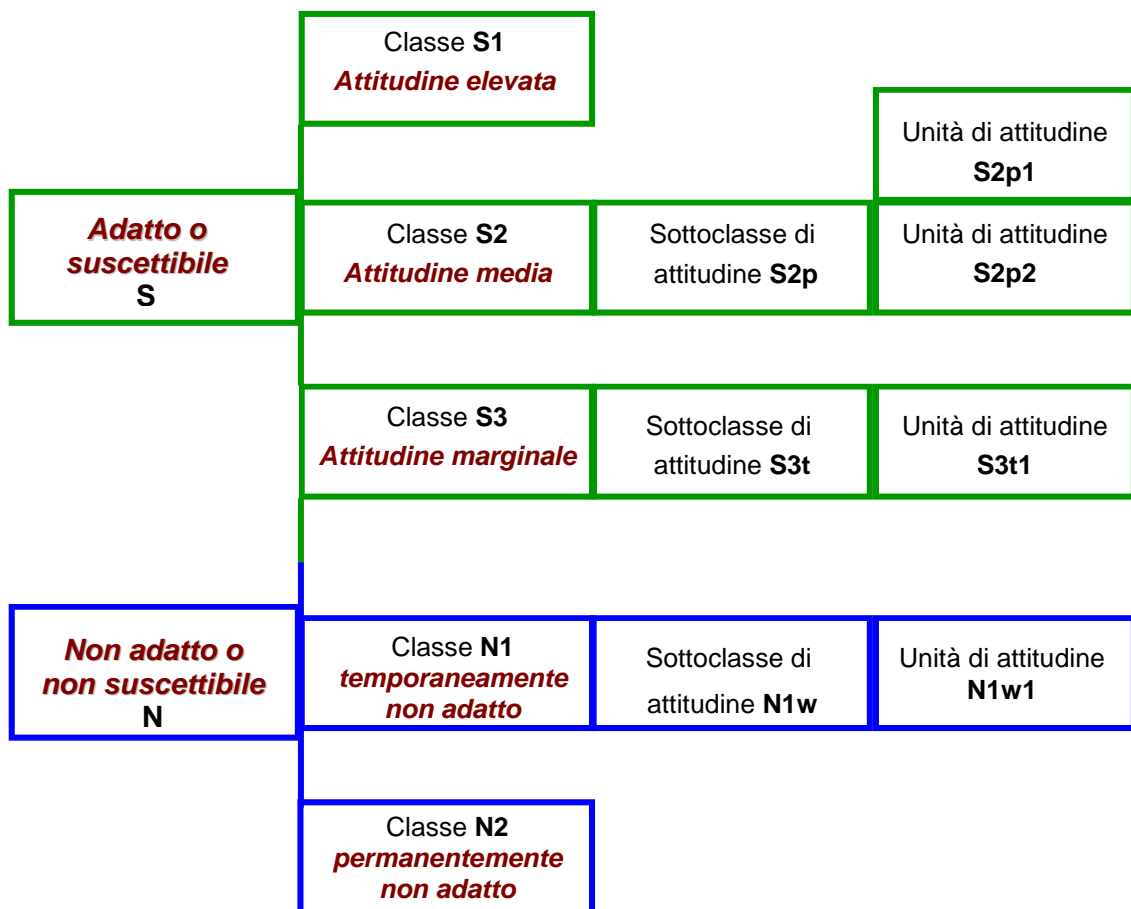 Classe S1
Attitudine elevata
Unità di attitudine
S2p1
Adatto o
suscettibile
S
Classe S2
Attitudine media
Sottoclasse di
attitudine S2p
Unità di attitudine
S2p2
Classe S3
Attitudine marginale
Sottoclasse di
attitudine S3t
Unità di attitudine
S3t1
Non adatto o
non suscettibile
N
Classe N1
temporaneamente
non adatto
Sottoclasse di
attitudine N1w
Unità di attitudine
N1w1
Classe N2
permanentemente
non adatto